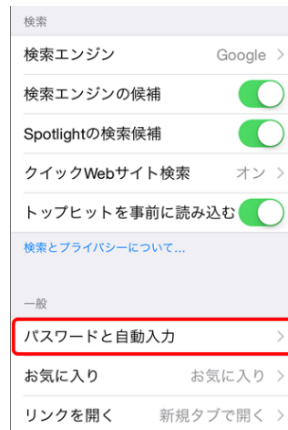 検索
検索エンジン Google >
検索エンジンの候補
Spotlightの検索候補
クイックWebサイト検索 オン >
トップヒットを事前に読み込む
検索とプライバシーについて...
一般
パスワードと自動入力 >
お気に入り お気に入り >
リンクを開く 新規タブで開く >